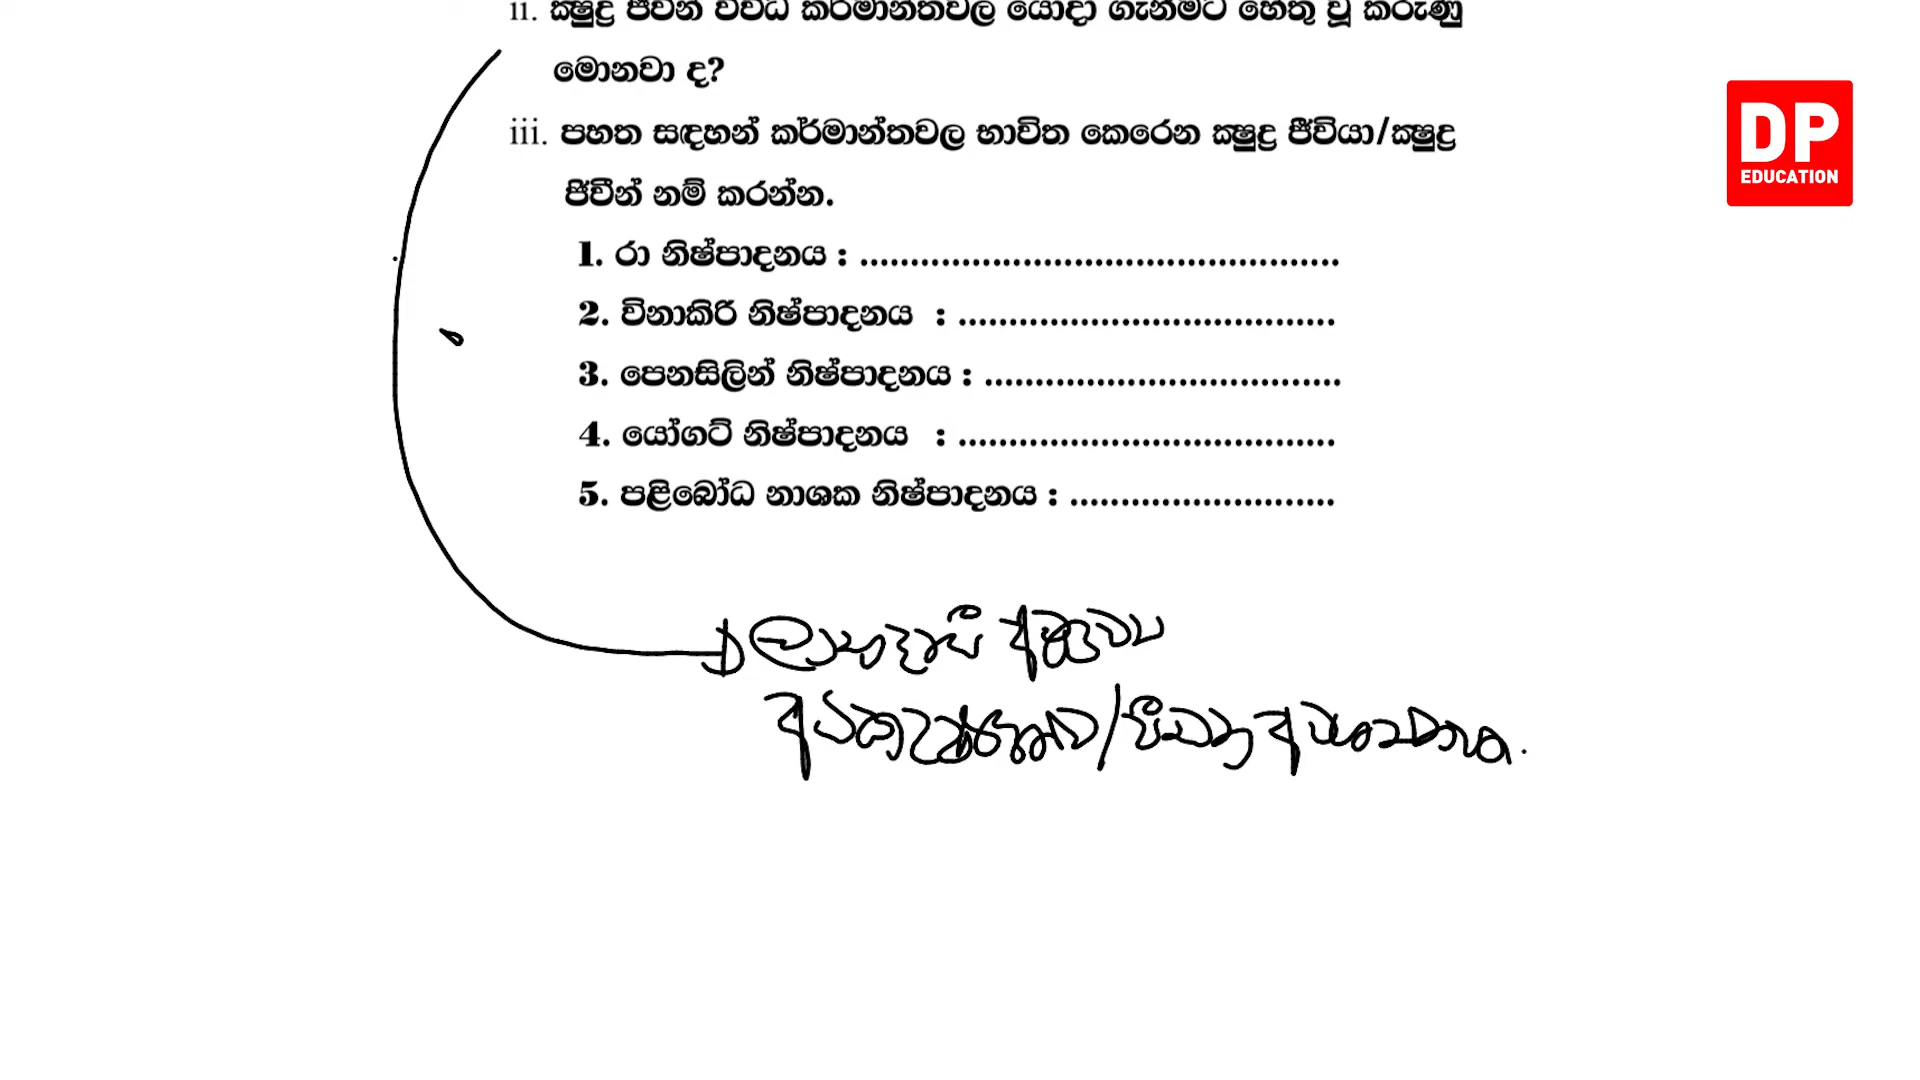 ii. ක්‍ෂුද්‍ර ජීවීන් විවිධ කර්මාන්තවල යොදා ගැනීමට හේතු වූ කරුණු
මොනවා ද?
iii. පහත සඳහන් කර්මාන්තවල භාවිත කෙරෙන ක්‍ෂුද්‍ර ජීවියා/ක්‍ෂුද්‍ර
ජිවීන් නම් කරන්න.
1. රා නිෂ්පාදනය : ................................................
2. විනාකිරි නිෂ්පාදනය : ......................................
3. පෙනසිලින් නිෂ්පාදනය : ....................................
4. යෝගට් නිෂ්පාදනය : ......................................
5. පළිබෝධ නාශක නිෂ්පාදනය : ..........................
DP
EDUCATION
ලාභදායී